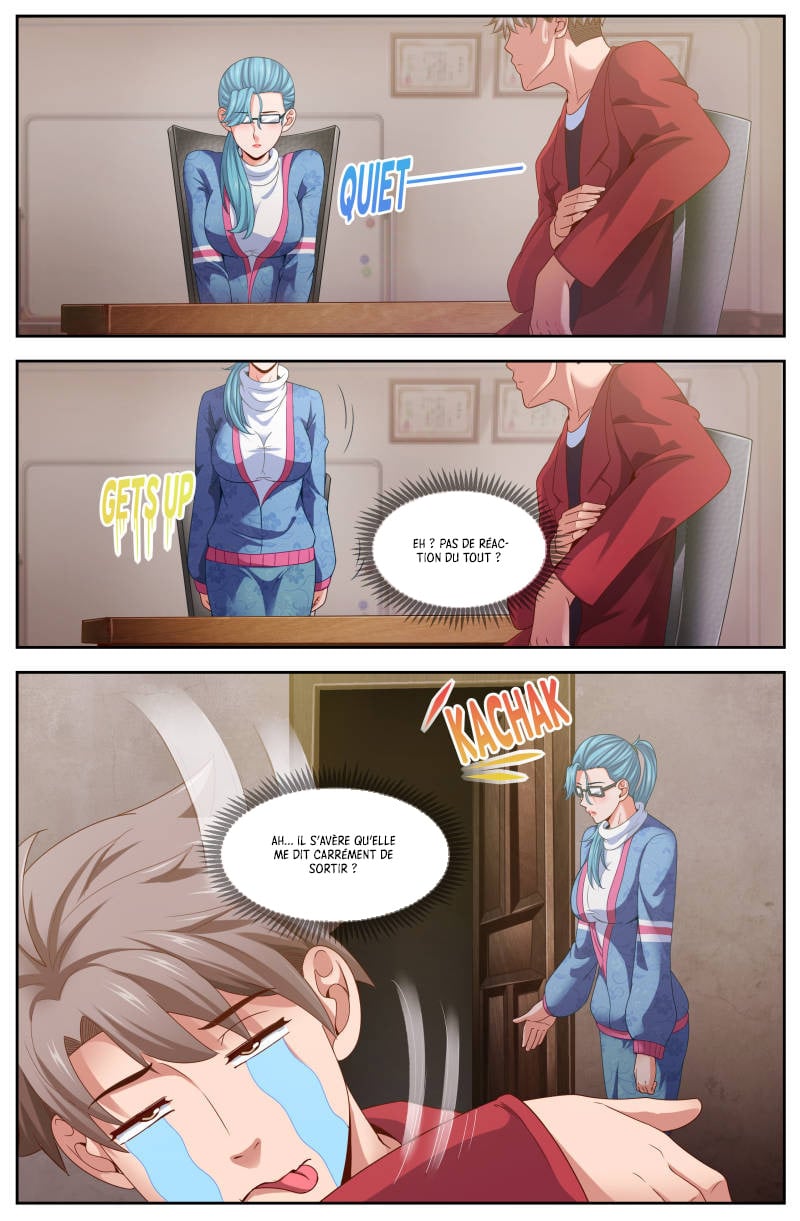 QUIET
GETS UP
EH ? PAS DE RÉAC-
TION DU TOUT ?
KACHAK
AH... IL S'AVÈRE QU'ELLE
ME DIT CARRÉMENT DE
SORTIR ?